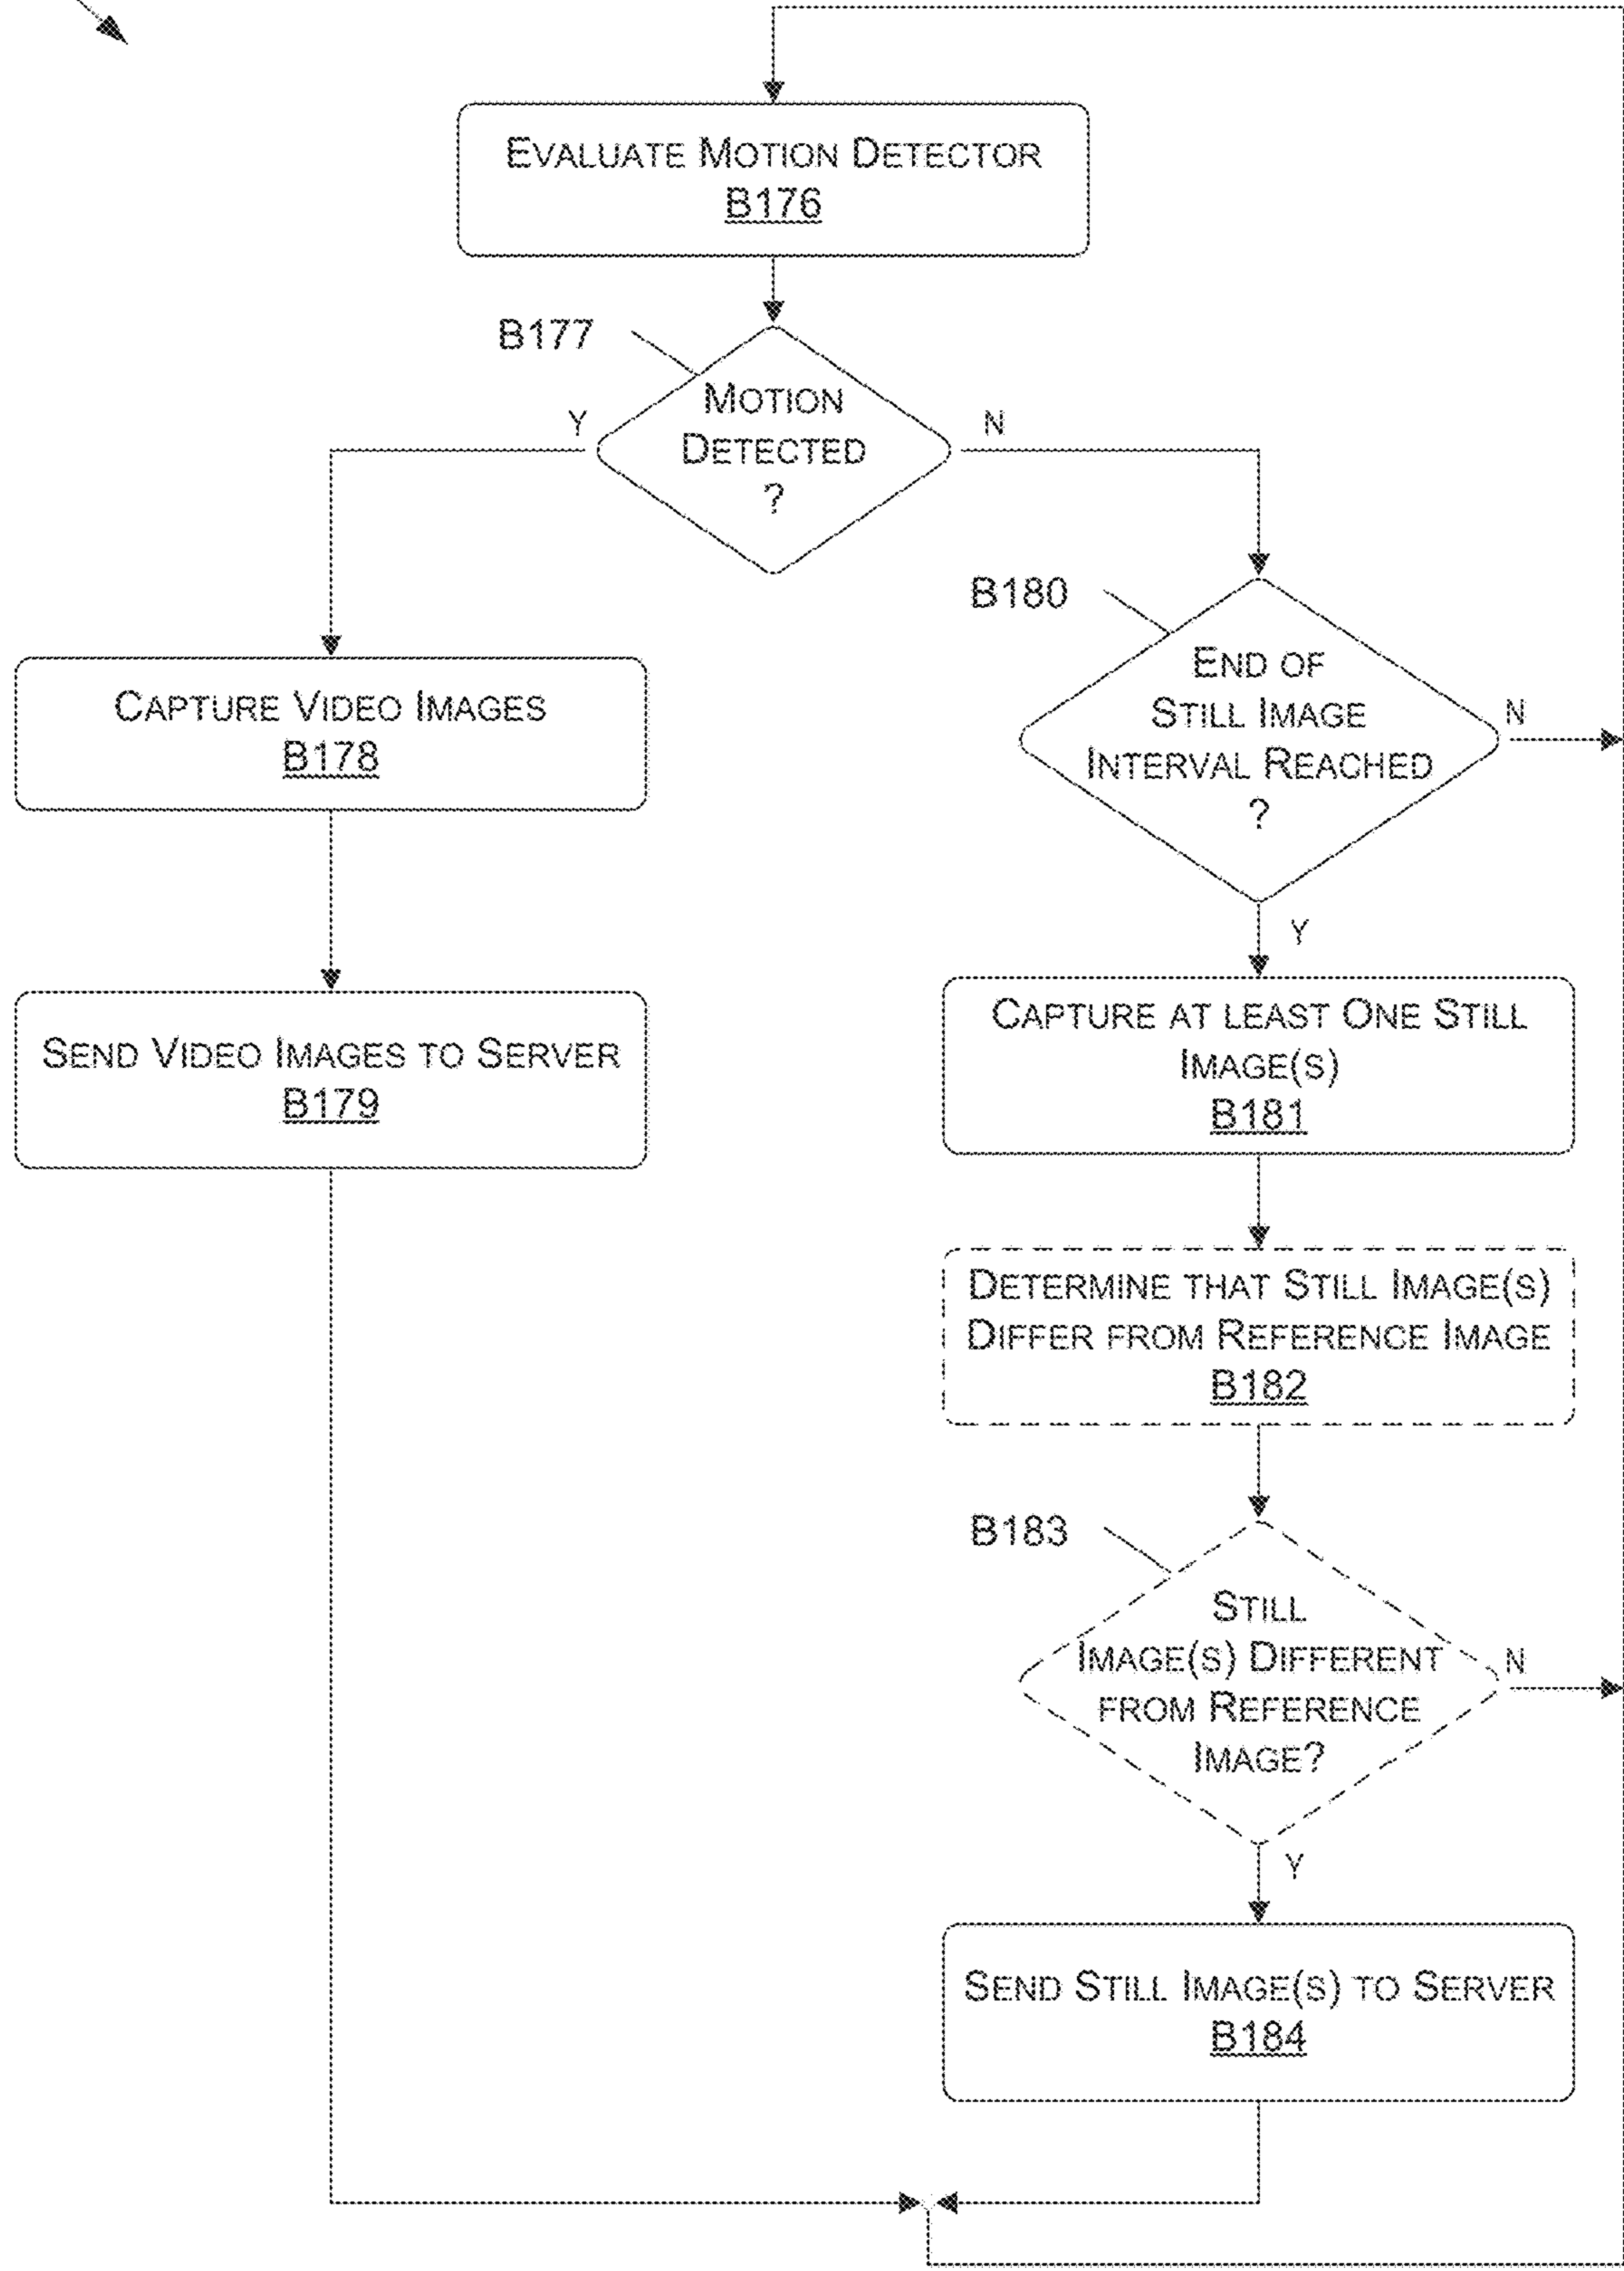 EVALUATE MOTION DETECTOR
B176
B177
MOTION
DETECTED
?
Y
N
B180
END OF
STILL IMAGE
INTERVAL REACHED
?
N
Y
CAPTURE VIDEO IMAGES
B178
SEND VIDEO IMAGES TO SERVER
B179
CAPTURE AT LEAST ONE STILL
IMAGE(S)
B181
DETERMINE THAT STILL IMAGE(S)
DIFFER FROM REFERENCE IMAGE
B182
B183
STILL
IMAGE(S) DIFFERENT
FROM REFERENCE
IMAGE?
N
Y
SEND STILL IMAGE(S) TO SERVER
B184